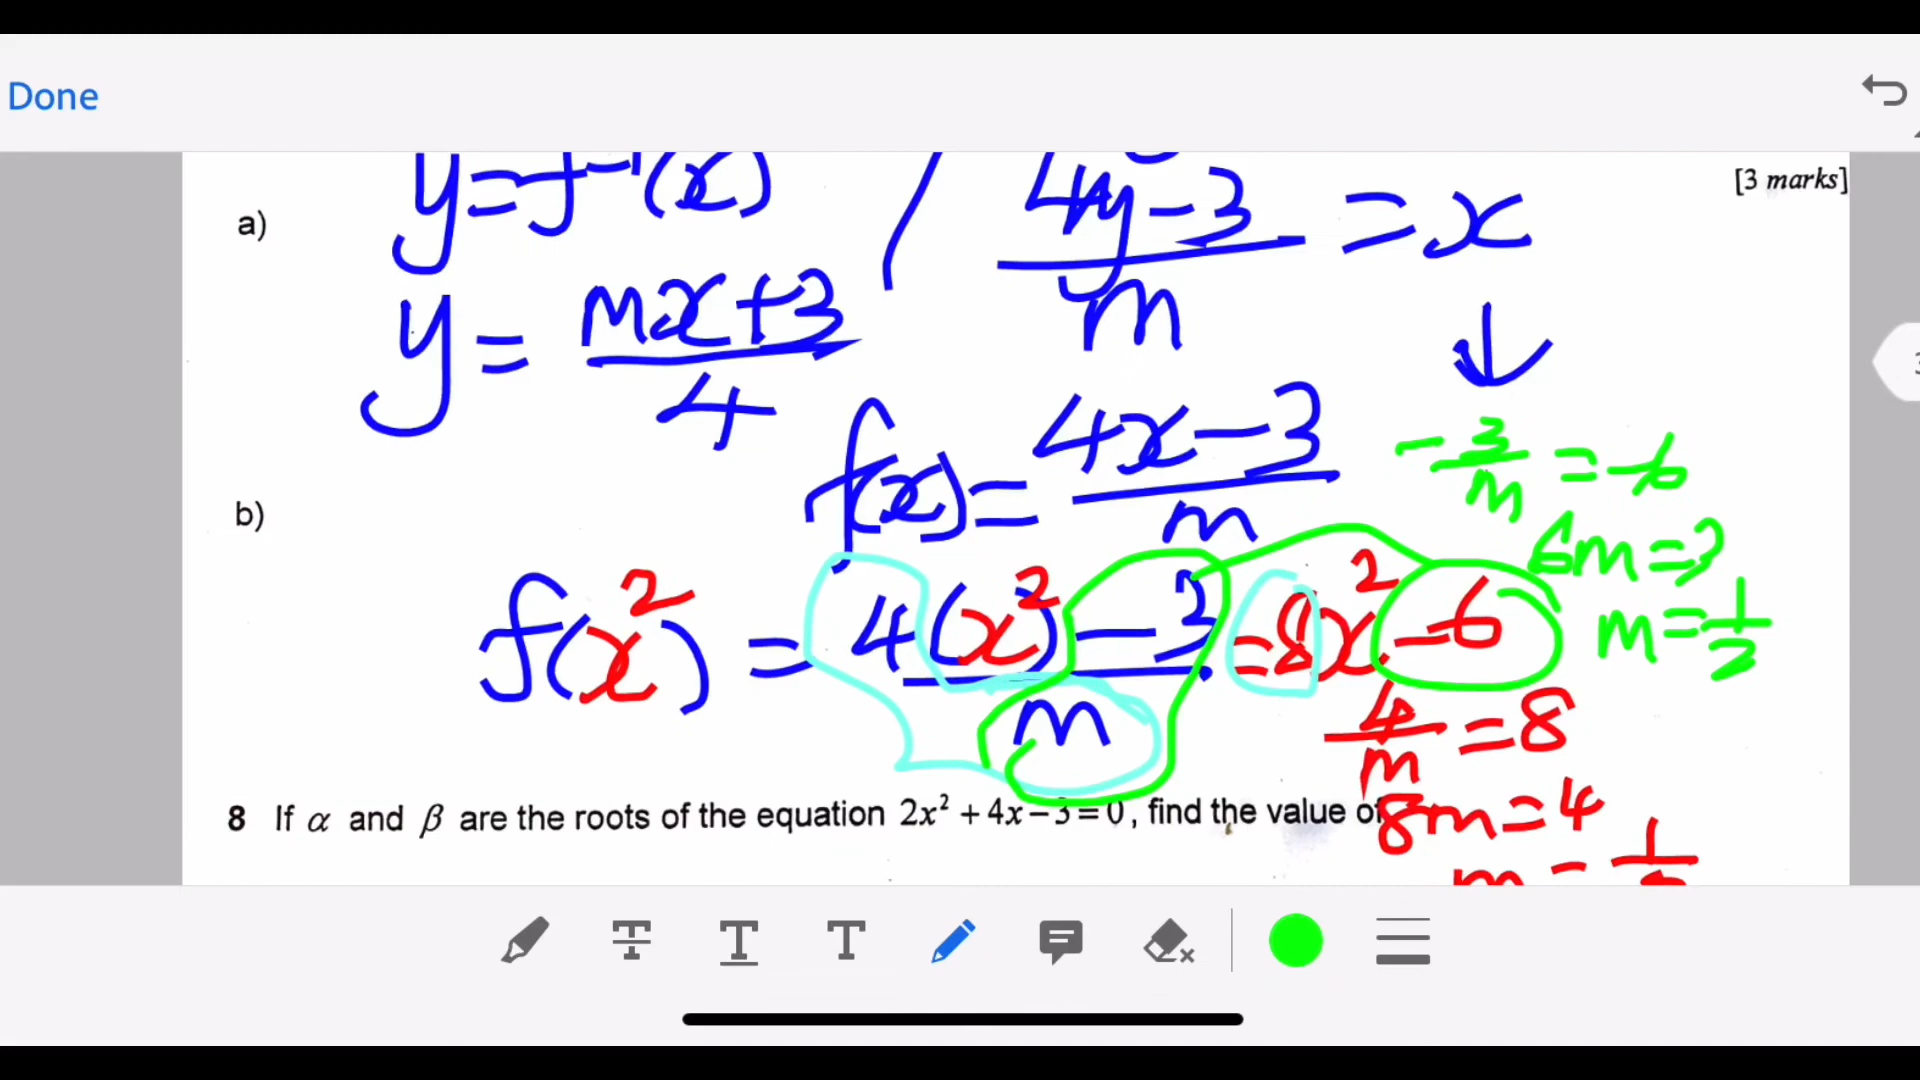 Done
[3 marks]
a) y=f⁻¹(x) / (4y-3)/m = x
y = (mx+3)/4
↓
f(x) = (4x-3)/m
-3/m = -6
b)
6m=3
f(x²) = (4(x²)-3)/m = 8x²-6
m=1/2
4/m = 8
8 If α and β are the roots of the equation 2x² + 4x – 3 = 0, find the value of
8m=4
T T T